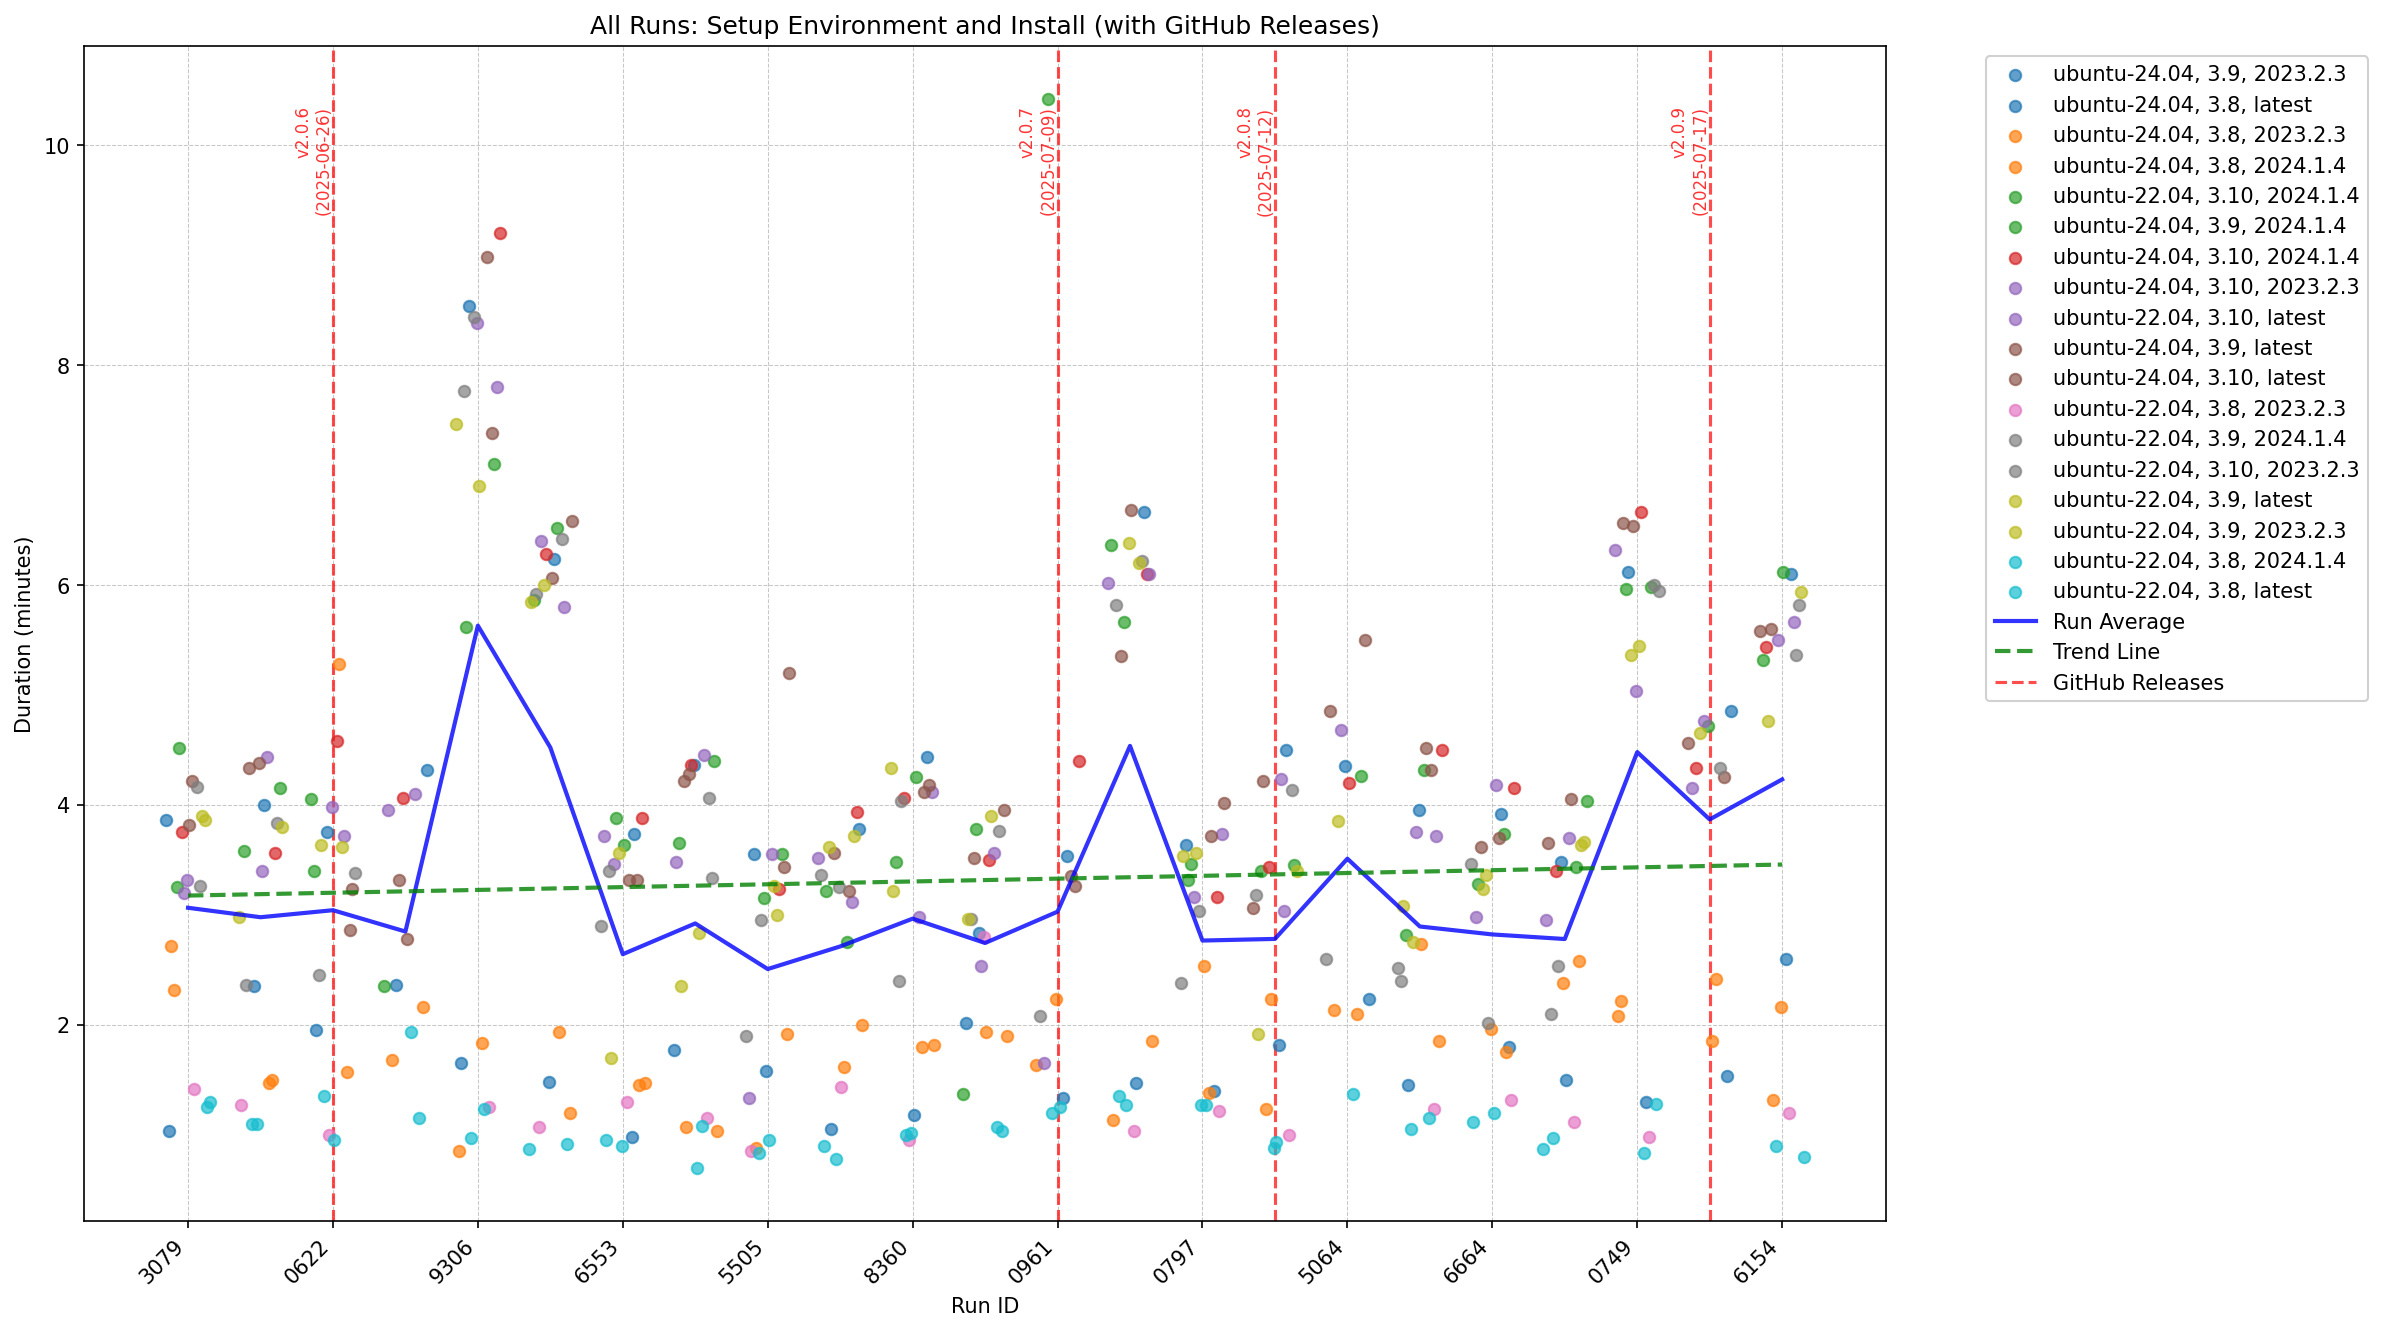 All Runs: Setup Environment and Install (with GitHub Releases)
Duration (minutes)
10
8
6
4
2
v2.0.6
(2025-06-26)
v2.0.7
(2025-07-09)
v2.0.8
(2025-07-12)
v2.0.9
(2025-07-17)
3079
0622
9306
6553
55505
8360
0961
0797
5064
6664
0749
6154
Run ID
ubuntu-24.04, 3.9, 2023.2.3
ubuntu-24.04, 3.8, latest
ubuntu-24.04, 3.8, 2023.2.3
ubuntu-24.04, 3.8, 2024.1.4
ubuntu-22.04, 3.10, 2024.1.4
ubuntu-24.04, 3.9, 2024.1.4
ubuntu-24.04, 3.10, 2024.1.4
ubuntu-24.04, 3.10, 2023.2.3
ubuntu-22.04, 3.10, latest
ubuntu-24.04, 3.9, latest
ubuntu-24.04, 3.10, latest
ubuntu-22.04, 3.8, 2023.2.3
ubuntu-22.04, 3.9, 2024.1.4
ubuntu-22.04, 3.10, 2023.2.3
ubuntu-22.04, 3.9, latest
ubuntu-22.04, 3.9, 2023.2.3
ubuntu-22.04, 3.8, 2024.1.4
ubuntu-22.04, 3.8, latest
Run Average
Trend Line
GitHub Releases